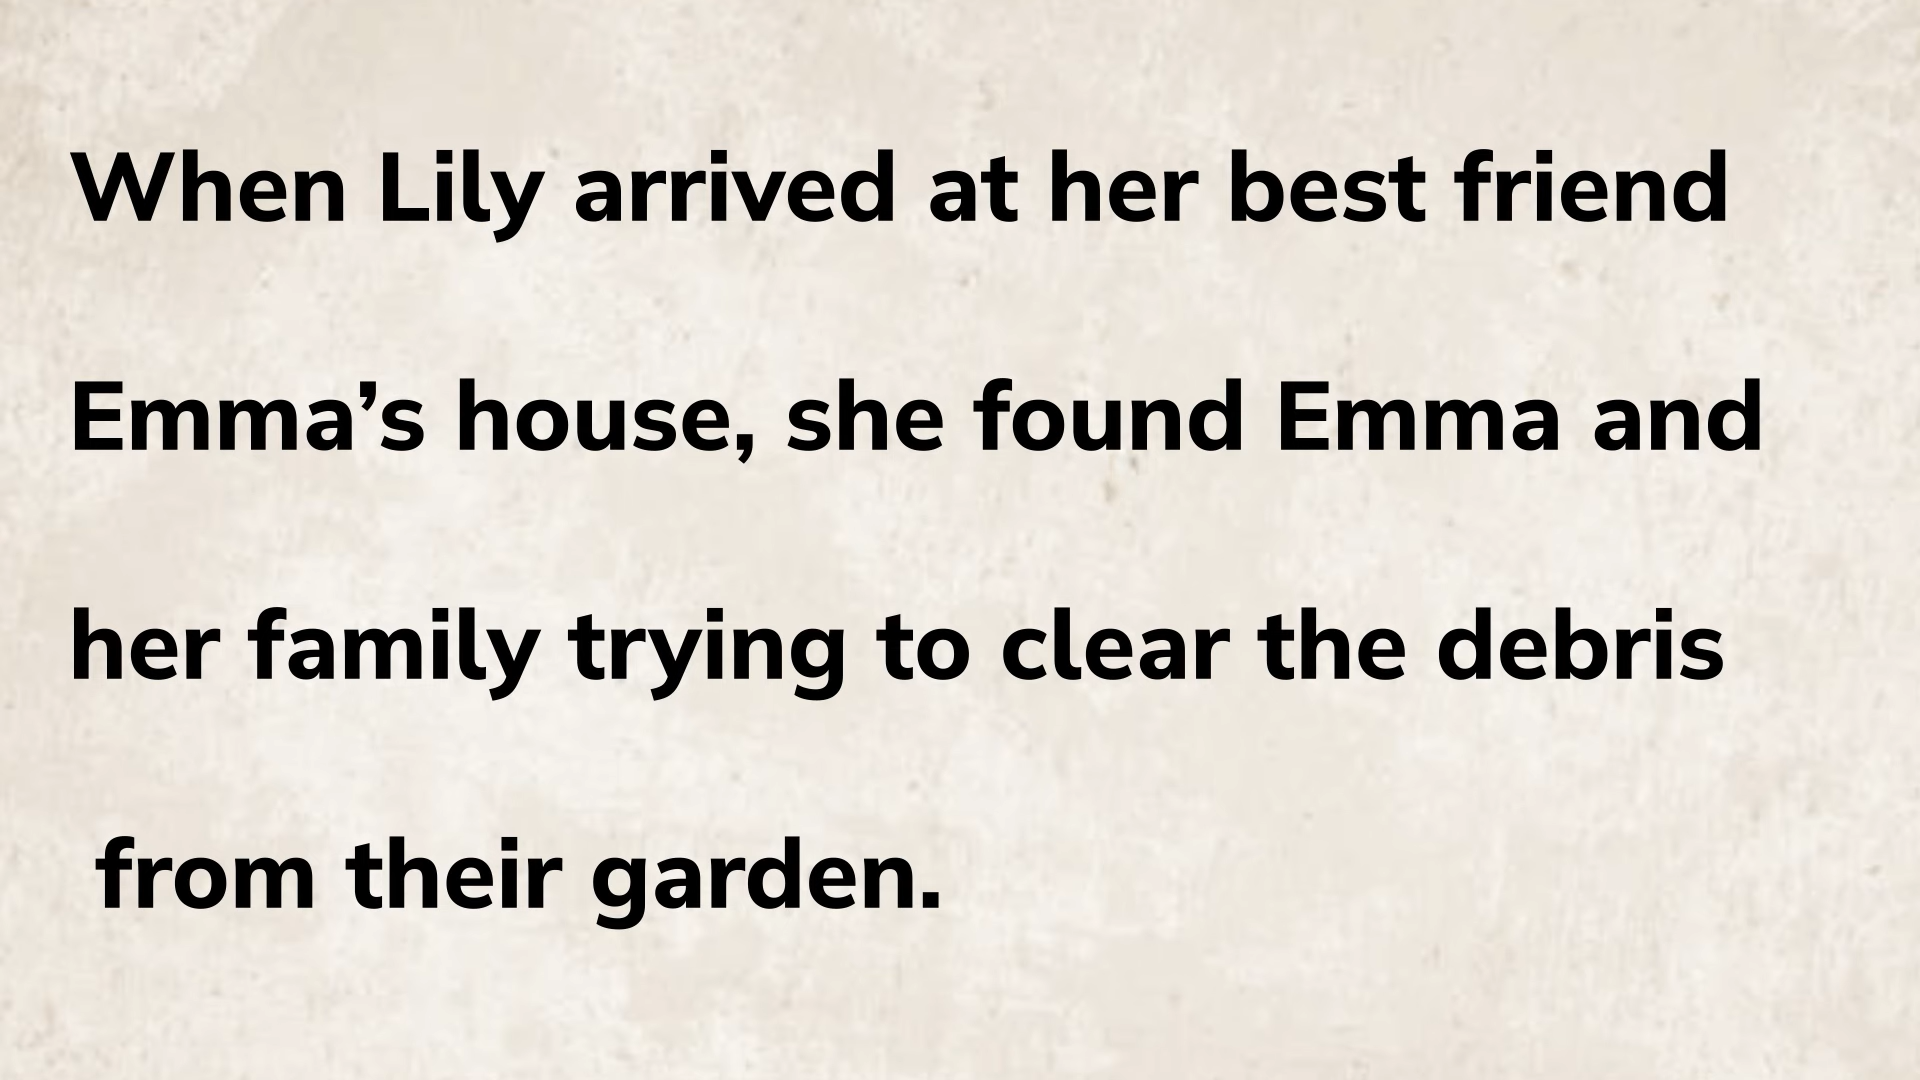 When Lily arrived at her best friend
Emma’s house, she found Emma and
her family trying to clear the debris
from their garden.